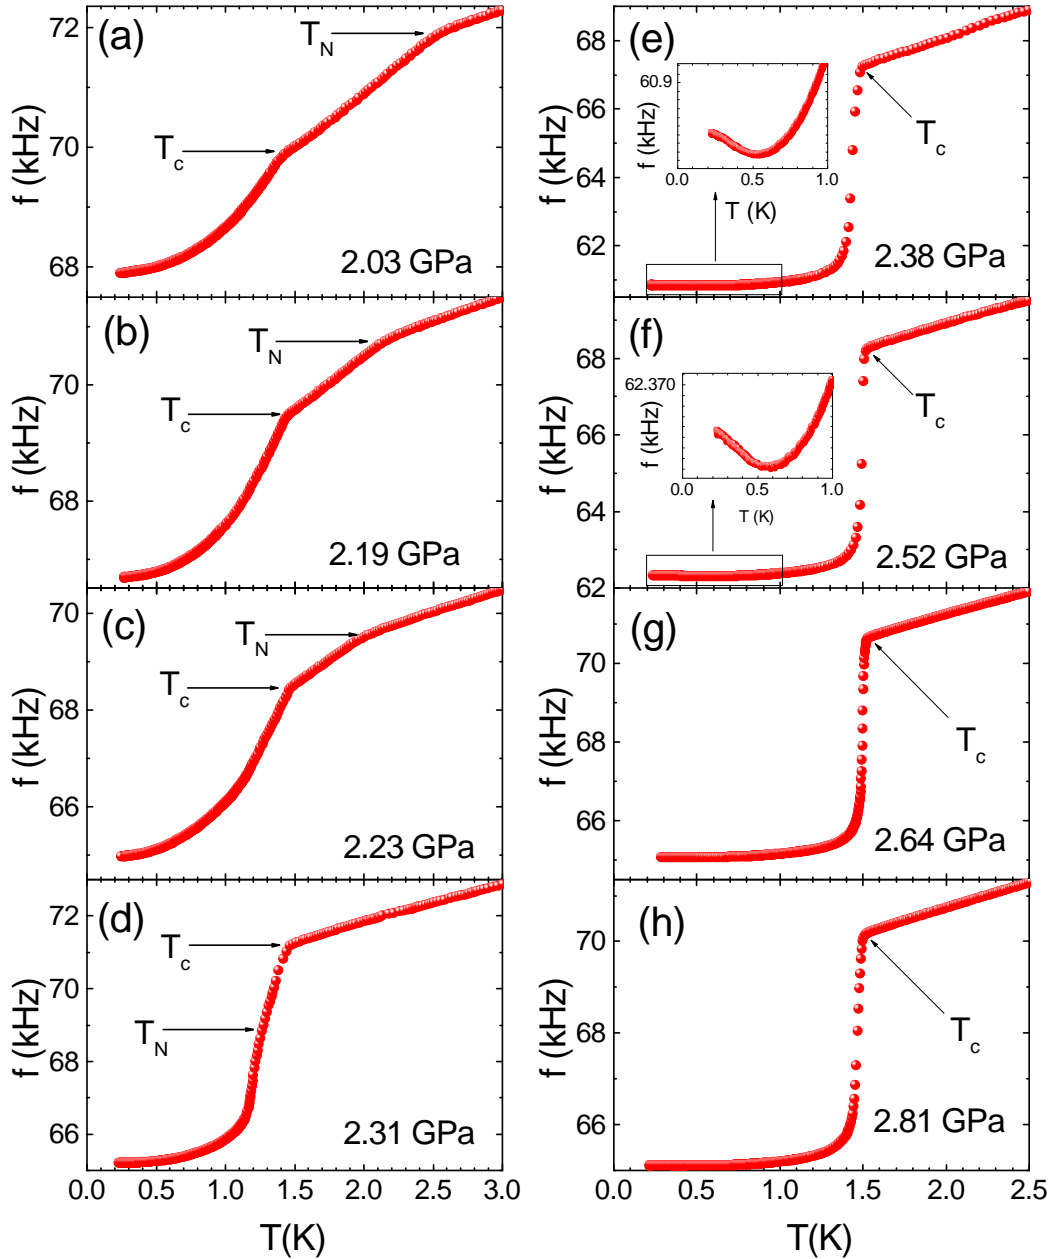 (a)
T_N
T_c
2.03 GPa
72
70
68
f (kHz)
(b)
T_N
T_c
2.19 GPa
70
68
f (kHz)
(c)
T_N
T_c
2.23 GPa
70
68
66
f (kHz)
(d)
T_c
T_N
2.31 GPa
72
70
68
66
f (kHz)
0.0 0.5 1.0 1.5 2.0 2.5 3.0
T(K)
(e)
60.9
f (kHz)
0.0 0.5 1.0
T (K)
T_c
2.38 GPa
68
66
64
62
f (kHz)
(f)
62.370
f (kHz)
0.0 0.5 1.0
T (K)
T_c
2.52 GPa
68
66
64
62
f (kHz)
(g)
T_c
2.64 GPa
70
68
66
f (kHz)
(h)
T_c
2.81 GPa
70
68
66
f (kHz)
0.0 0.5 1.0 1.5 2.0 2.5
T(K)